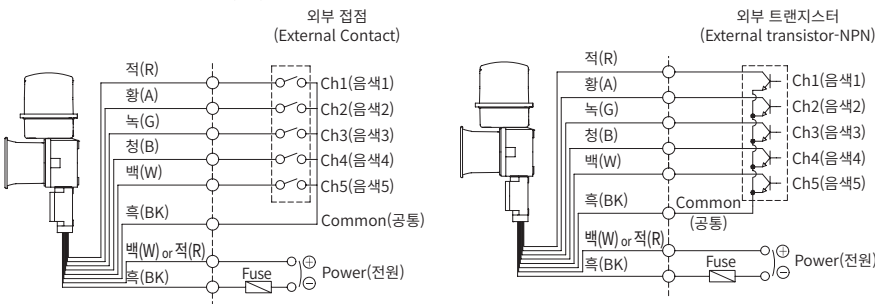 외부 접점
(External Contact)
적(R)
황(A)
녹(G)
청(B)
백(W)
흑(BK)
백(W) or 적(R)
흑(BK)
Fuse
Ch1(음색1)
Ch2(음색2)
Ch3(음색3)
Ch4(음색4)
Ch5(음색5)
Common(공통)
Power(전원)
외부 트랜지스터
(External transistor-NPN)
적(R)
황(A)
녹(G)
청(B)
백(W)
흑(BK)
백(W) or 적(R)
흑(BK)
Fuse
Ch1(음색1)
Ch2(음색2)
Ch3(음색3)
Ch4(음색4)
Ch5(음색5)
Common
(공통)
Power(전원)